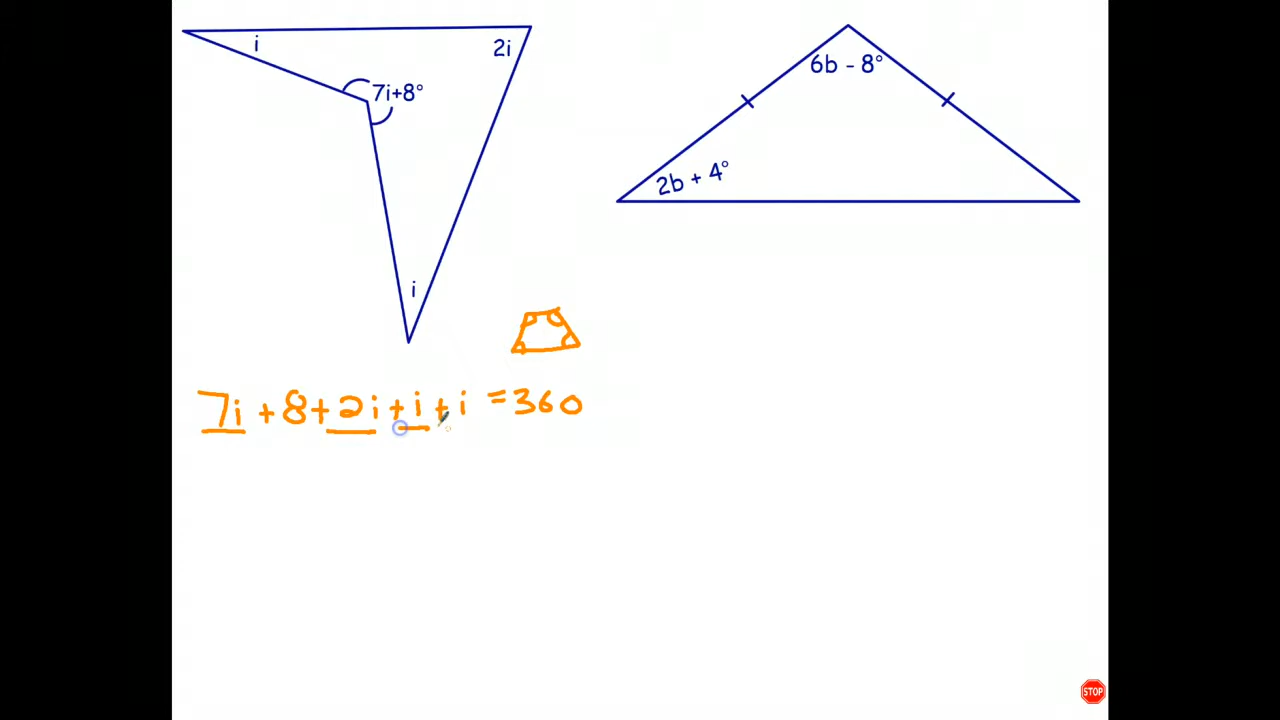 i
2i
7i+8°
i
6b - 8°
2b + 4°
7i + 8 + 2i + i + i = 360
STOP